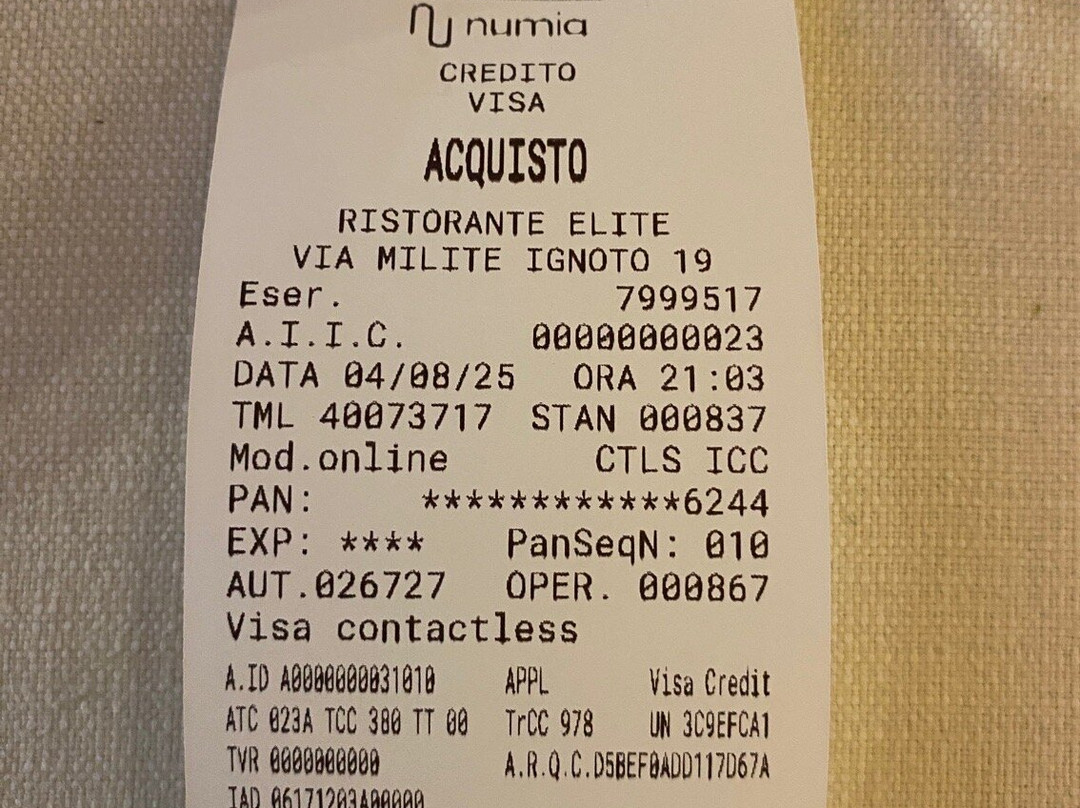 numia
CREDITO
VISA
ACQUISTO
RISTORANTE ELITE
VIA MILITE IGNOTO 19
Eser. 7999517
A.I.I.C. 00000000023
DATA 04/08/25 ORA 21:03
TML 40073717 STAN 000837
Mod.online CTLS ICC
PAN: ************6244
EXP: **** PanSeqN: 010
AUT.026727 OPER. 000867
Visa contactless
A.ID A0000000031010 APPL Visa Credit
ATC 023A TCC 380 TT 00 TrCC 978 UN 3C9EFCA1
TVR 0000000000 A.R.Q.C.D5BEF0ADD117D67A
IAD 06171203A00000